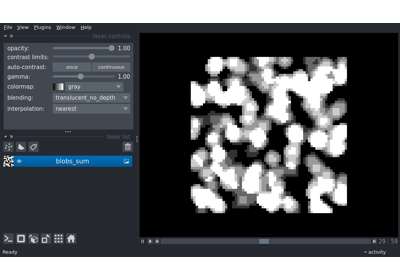 File View Plugins Window Help
layer controls
opacity: 1.00
contrast limits:
auto-contrast: once continuous
gamma: 1.00
colormap: gray
blending: translucent_no_depth
interpolation: nearest
layer list
blobs_sum
0 29 59
Ready activity